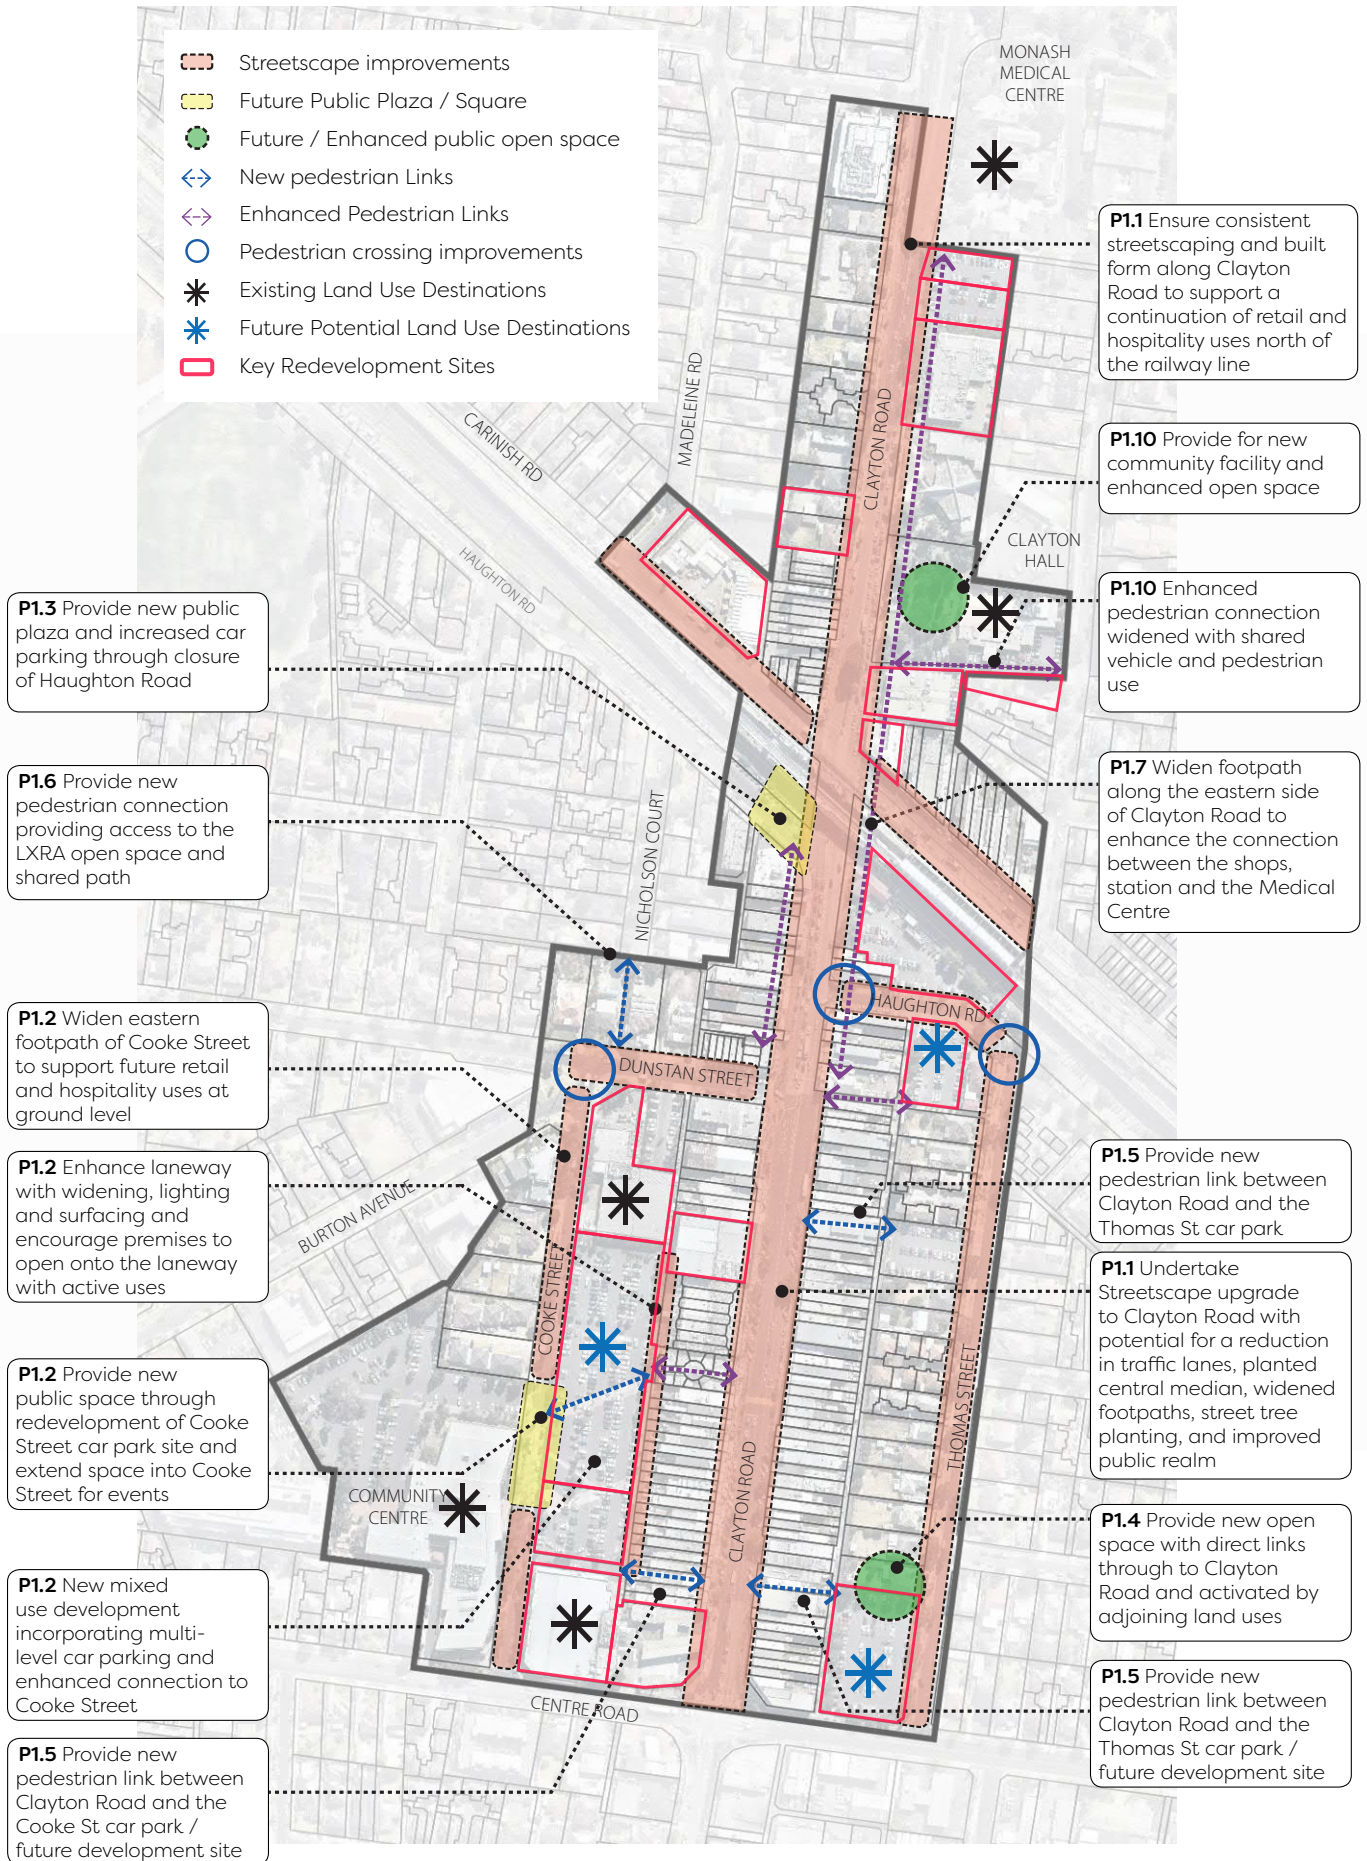 Streetscape improvements
Future Public Plaza / Square
Future / Enhanced public open space
New pedestrian Links
Enhanced Pedestrian Links
Pedestrian crossing improvements
Existing Land Use Destinations
Future Potential Land Use Destinations
Key Redevelopment Sites
MONASH
MEDICAL
CENTRE
P1.1 Ensure consistent
streetscaping and built
form along Clayton
Road to support a
continuation of retail and
hospitality uses north of
the railway line
P1.10 Provide for new
community facility and
enhanced open space
CLAYTON
HALL
P1.10 Enhanced
pedestrian connection
widened with shared
vehicle and pedestrian
use
P1.7 Widen footpath
along the eastern side
of Clayton Road to
enhance the connection
between the shops,
station and the Medical
Centre
P1.5 Provide new
pedestrian link between
Clayton Road and the
Thomas St car park
P1.1 Undertake
Streetscape upgrade
to Clayton Road with
potential for a reduction
in traffic lanes, planted
central median, widened
footpaths, street tree
planting, and improved
public realm
P1.4 Provide new open
space with direct links
through to Clayton
Road and activated by
adjoining land uses
P1.5 Provide new
pedestrian link between
Clayton Road and the
Thomas St car park /
future development site
P1.3 Provide new public
plaza and increased car
parking through closure
of Haughton Road
P1.6 Provide new
pedestrian connection
providing access to the
LXRA open space and
shared path
P1.2 Widen eastern
footpath of Cooke Street
to support future retail
and hospitality uses at
ground level
P1.2 Enhance laneway
with widening, lighting
and surfacing and
encourage premises to
open onto the laneway
with active uses
P1.2 Provide new
public space through
redevelopment of Cooke
Street car park site and
extend space into Cooke
Street for events
P1.2 New mixed
use development
incorporating multi-
level car parking and
enhanced connection to
Cooke Street
P1.5 Provide new
pedestrian link between
Clayton Road and the
Cooke St car park /
future development site
MADELEINE RD
CARINISH RD
HAUGHTON RD
CLAYTON ROAD
NICHOLSON COURT
HAUGHTON RD
DUNSTAN STREET
BURTON AVENUE
COOKE STREET
THOMAS STREET
CLAYTON ROAD
COMMUNITY
CENTRE
CENTRE ROAD